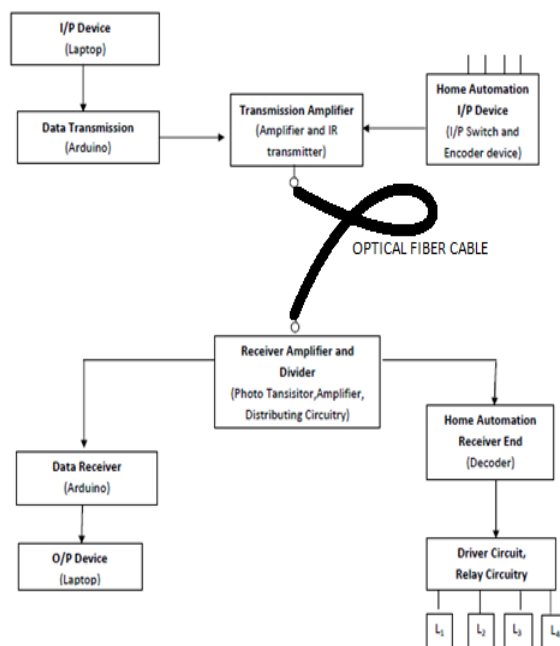 I/P Device
(Laptop)
Data Transmission
(Arduino)
Transmission Amplifier
(Amplifier and IR
transmitter)
Home Automation
I/P Device
(I/P Switch and
Encoder device)
OPTICAL FIBER CABLE
Receiver Amplifier and
Divider
(Photo Tansisitor,Amplifier,
Distributing Circuitry)
Data Receiver
(Arduino)
O/P Device
(Laptop)
Home Automation
Receiver End
(Decoder)
Driver Circuit,
Relay Circuitry
L₁ L₂ L₃ L₄